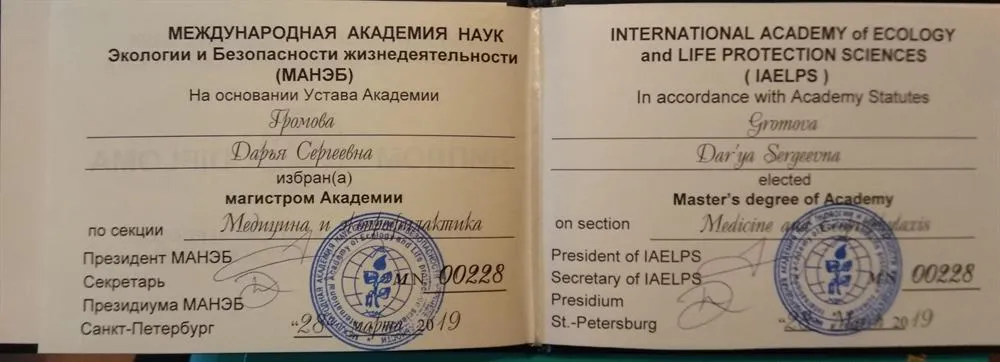 МЕЖДУНАРОДНАЯ АКАДЕМИЯ НАУК
Экологии и Безопасности жизнедеятельности
(МАНЭБ)
На основании Устава Академии
Громова
Дарья Сергеевна
избран(а)
магистром Академии
по секции Медицина и
Президент МАНЭБ
Секретарь MN 00228
Президиума МАНЭБ
Санкт-Петербург "28" марта 2019
INTERNATIONAL ACADEMY of ECOLOGY
and LIFE PROTECTION SCIENCES
( IAELPS )
In accordance with Academy Statutes
Gromova
Dar'ya Sergeevna
elected
Master's degree of Academy
on section Medicine and
President of IAELPS
Secretary of IAELPS 00228
Presidium
St.-Petersburg 2019